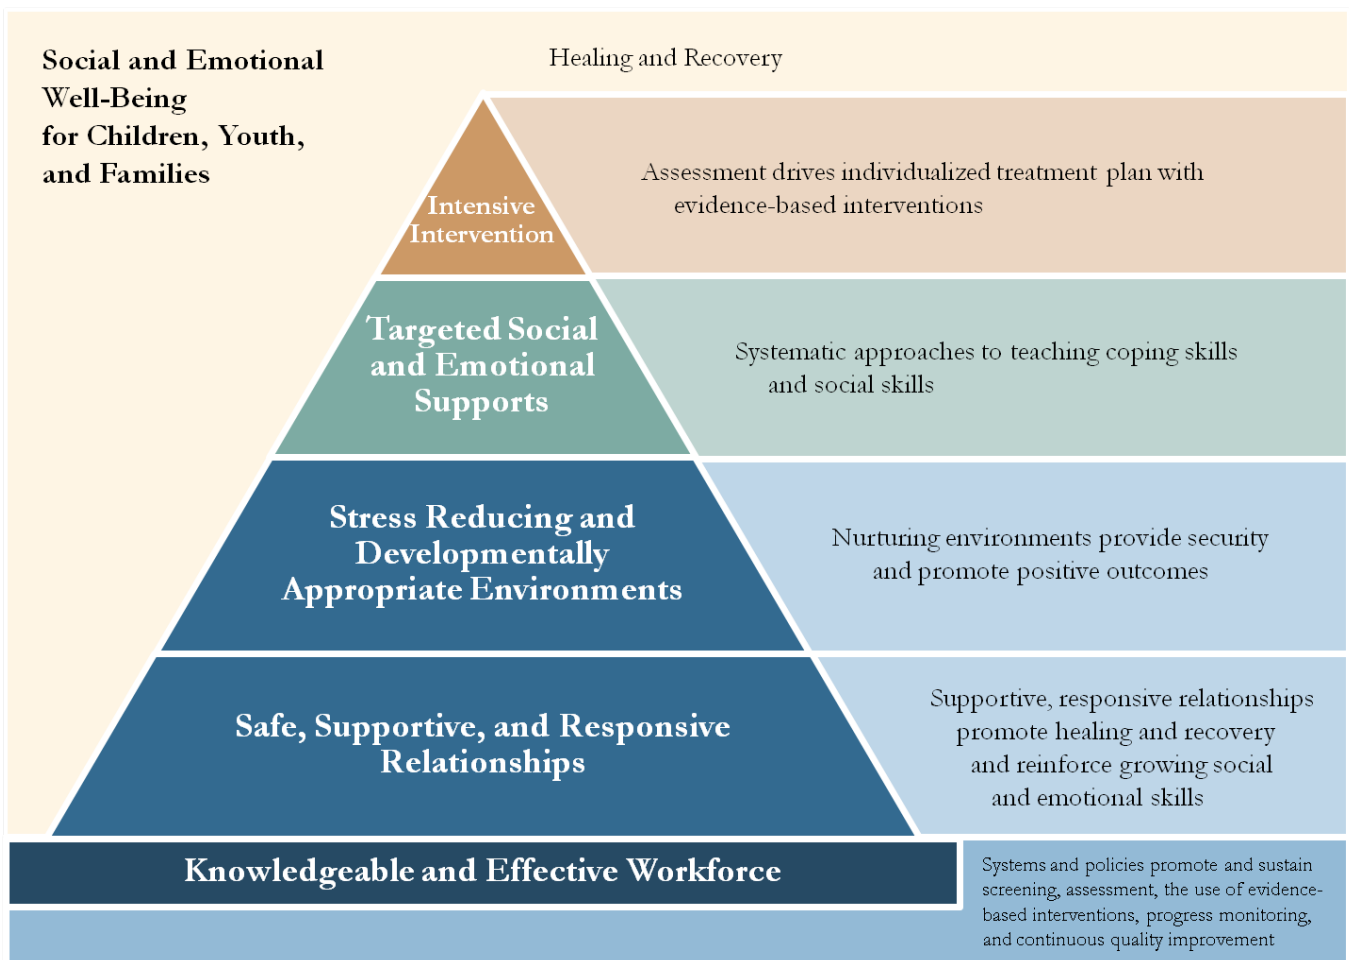 Social and Emotional
Well-Being
for Children, Youth,
and Families
Healing and Recovery
Intensive
Intervention
Assessment drives individualized treatment plan with
evidence-based interventions
Targeted Social
and Emotional
Supports
Systematic approaches to teaching coping skills
and social skills
Stress Reducing and
Developmentally
Appropriate Environments
Nurturing environments provide security
and promote positive outcomes
Safe, Supportive, and Responsive
Relationships
Supportive, responsive relationships
promote healing and recovery
and reinforce growing social
and emotional skills
Knowledgeable and Effective Workforce
Systems and policies promote and sustain
screening, assessment, the use of evidence-
based interventions, progress monitoring,
and continuous quality improvement